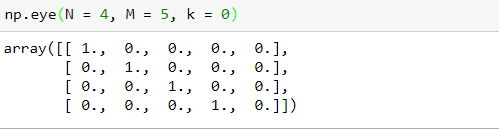 np.eye(N = 4, M = 5, k = 0)
array([[ 1., 0., 0., 0., 0.],
[ 0., 1., 0., 0., 0.],
[ 0., 0., 1., 0., 0.],
[ 0., 0., 0., 1., 0.]])